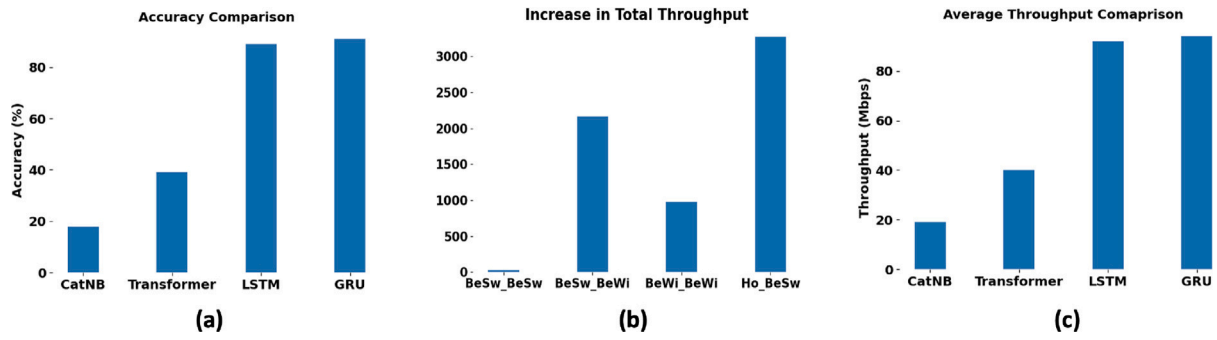 Accuracy Comparison
Accuracy (%)
80
60
40
20
0
CatNB Transformer LSTM GRU
(a)
Increase in Total Throughput
3000
2500
2000
1500
1000
500
0
BeSw_BeSw BeSw_BeWi BeWi_BeWi Ho_BeSw
(b)
Average Throughput Comaprison
Throughput (Mbps)
80
60
40
20
0
CatNB Transformer LSTM GRU
(c)